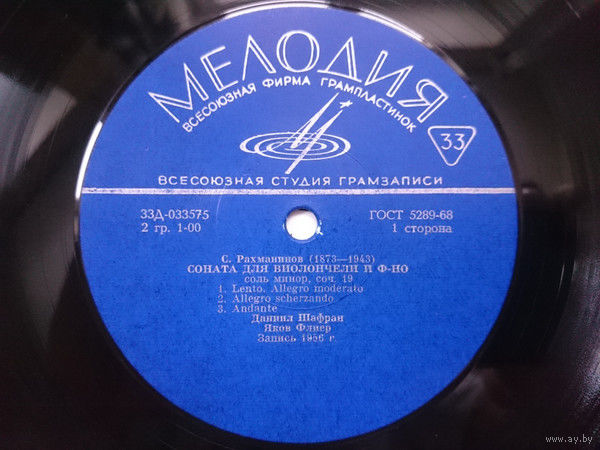 МЕЛОДИЯ
ВСЕСОЮЗНАЯ ФИРМА ГРАМПЛАСТИНОК
33
ВСЕСОЮЗНАЯ СТУДИЯ ГРАМЗАПИСИ
33Д-033575 ГОСТ 5289-68
2 гр. 1-00 1 сторона
С. Рахманинов (1873—1943)
СОНАТА ДЛЯ ВИОЛОНЧЕЛИ И Ф-НО
соль минор, соч. 19
1. Lento. Allegro moderato
2. Allegro scherzando
3. Andante
Даниил Шафран
Яков Флиер
Запись 1956 г.
www.ay.by